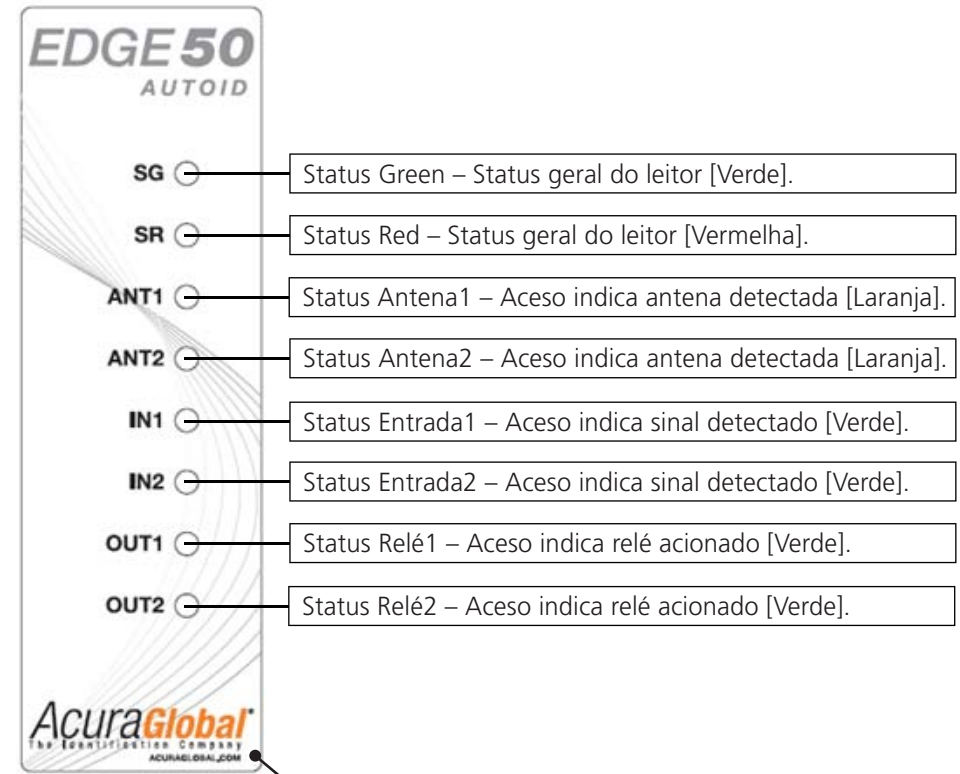 EDGE 50
AUTOID
SG Status Green – Status geral do leitor [Verde].
SR Status Red – Status geral do leitor [Vermelha].
ANT1 Status Antena1 – Aceso indica antena detectada [Laranja].
ANT2 Status Antena2 – Aceso indica antena detectada [Laranja].
IN1 Status Entrada1 – Aceso indica sinal detectado [Verde].
IN2 Status Entrada2 – Aceso indica sinal detectado [Verde].
OUT1 Status Relé1 – Aceso indica relé acionado [Verde].
OUT2 Status Relé2 – Aceso indica relé acionado [Verde].
AcuraGlobal
The Identification Company
ACURAGLOBAL.COM